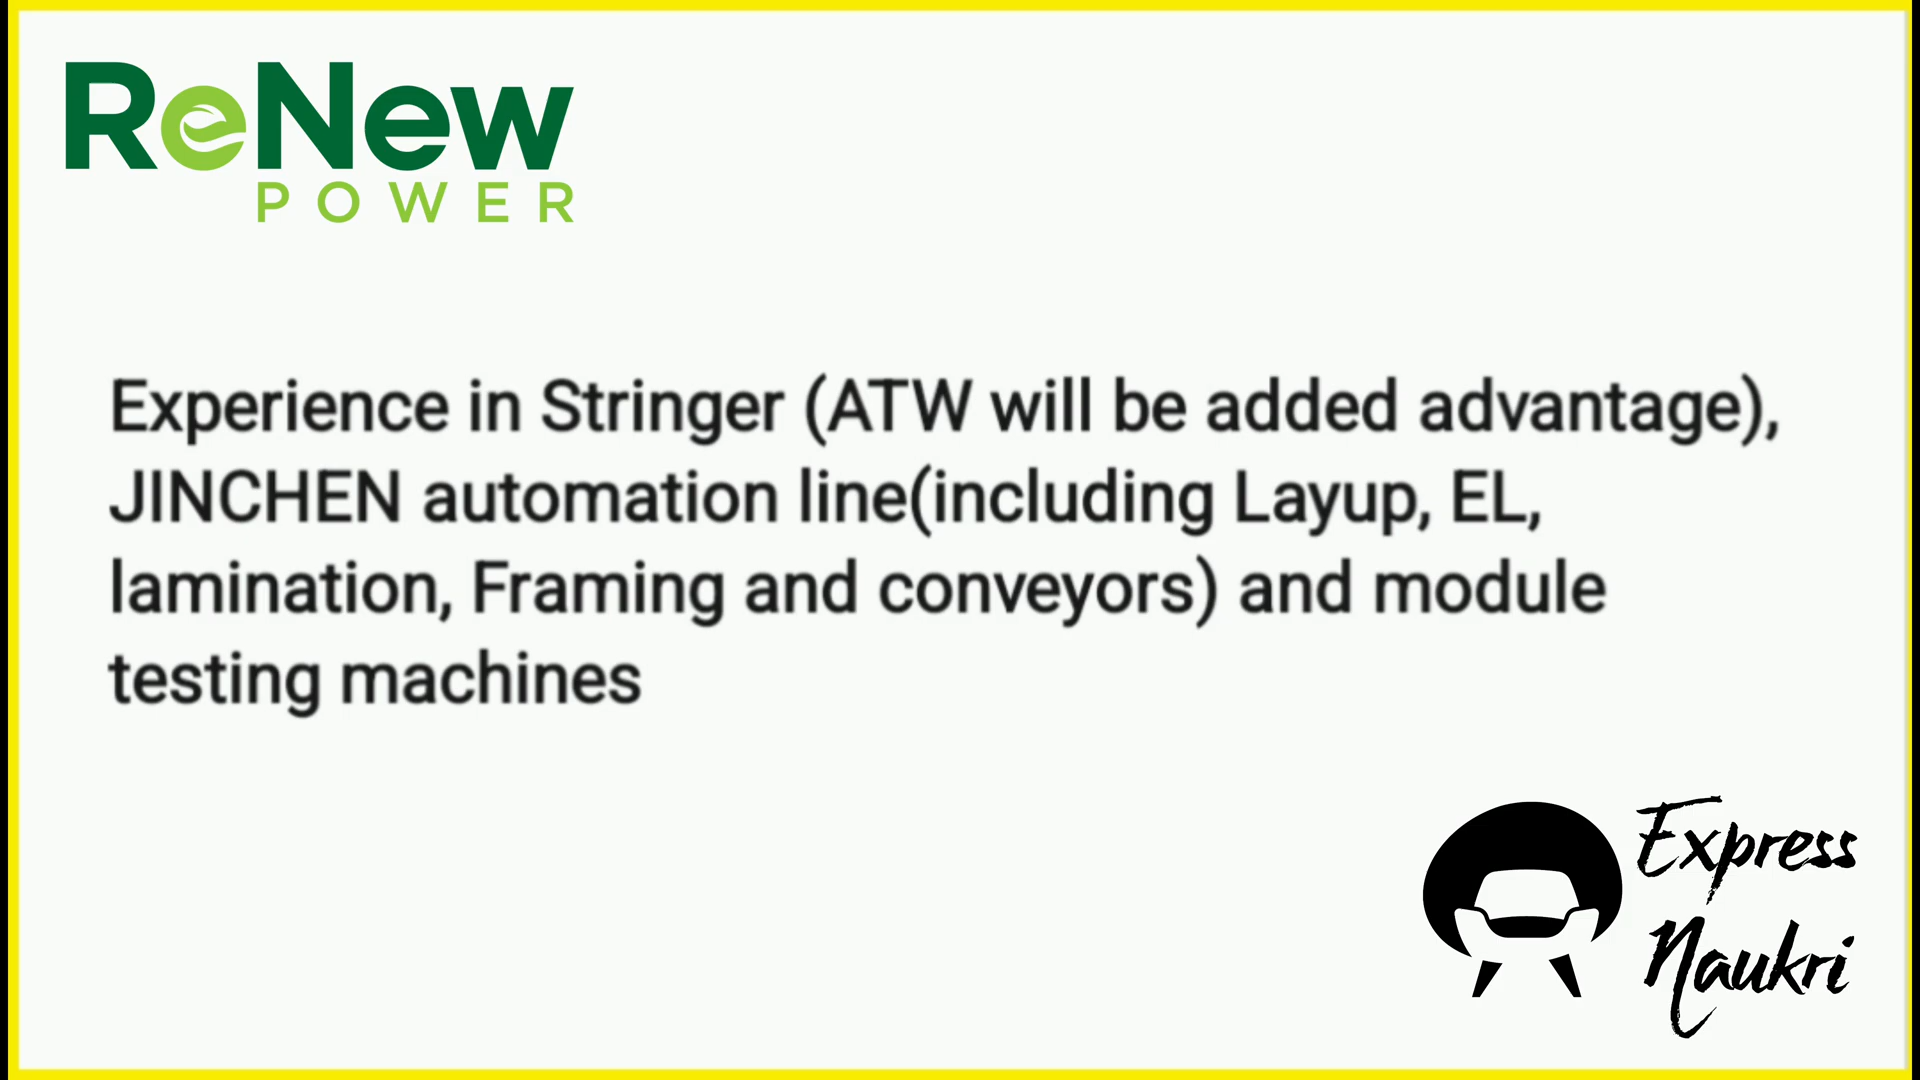 ReNew
POWER
Experience in Stringer (ATW will be added advantage),
JINCHEN automation line(including Layup, EL,
lamination, Framing and conveyors) and module
testing machines
Express
Naukri